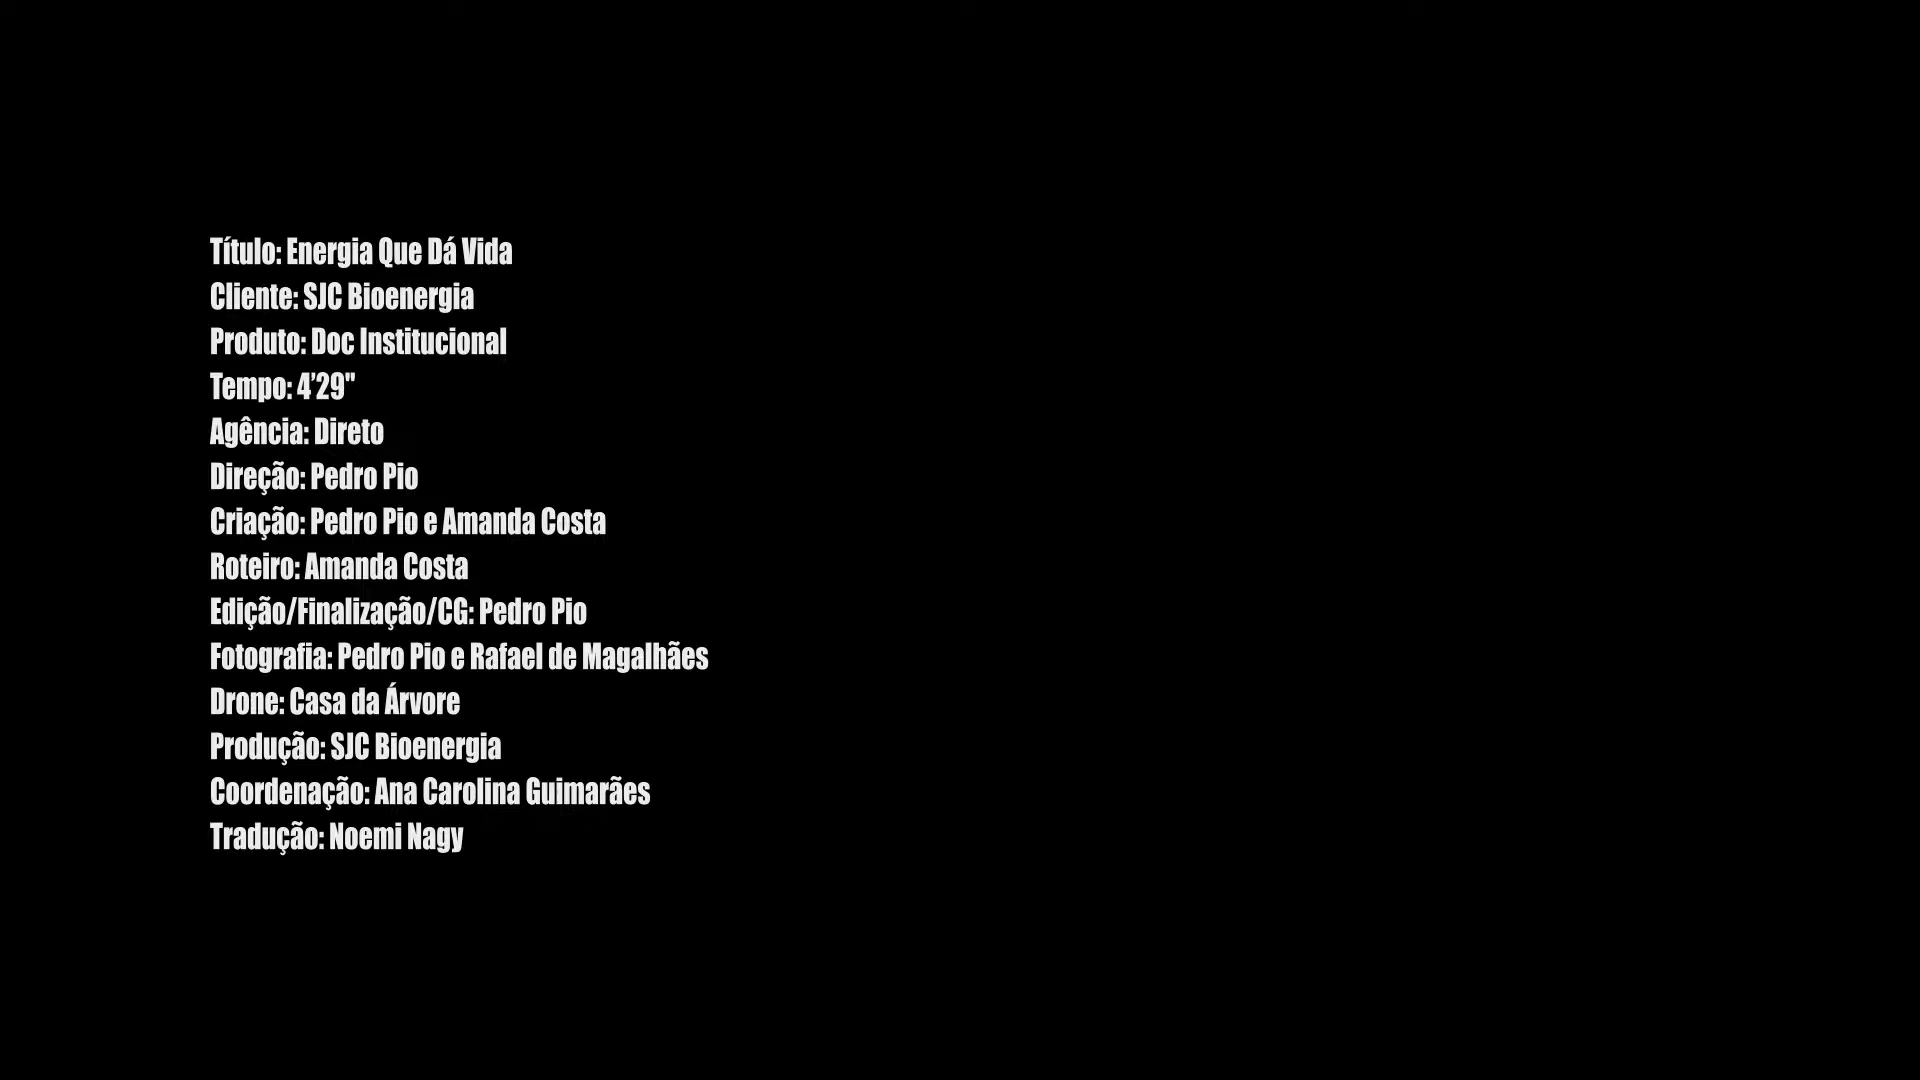 Título: Energia Que Dá Vida
Cliente: SJC Bioenergia
Produto: Doc Institucional
Tempo: 4’29"
Agência: Direto
Direção: Pedro Pio
Criação: Pedro Pio e Amanda Costa
Roteiro: Amanda Costa
Edição/Finalização/CG: Pedro Pio
Fotografia: Pedro Pio e Rafael de Magalhães
Drone: Casa da Árvore
Produção: SJC Bioenergia
Coordenação: Ana Carolina Guimarães
Tradução: Noemi Nagy